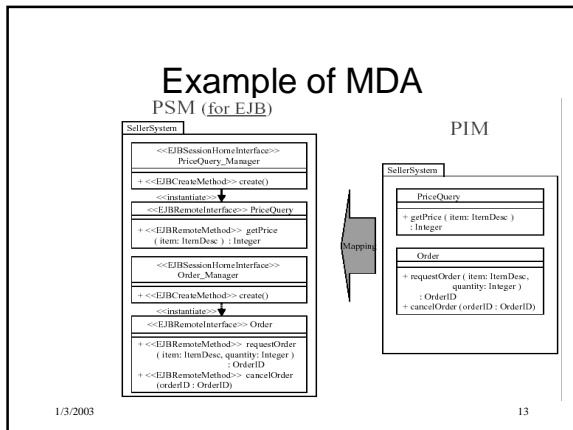 Example of MDA
PSM (for EJB)
SellerSystem
<<EJBSessionHomeInterface>>
PriceQuery_Manager
+ <<EJBCreateMethod>> create()
<<instantiate>>
<<EJBRemoteInterface>> PriceQuery
+ <<EJBRemoteMethod>> getPrice
( item: ItemDesc ) : Integer
<<EJBSessionHomeInterface>>
Order_Manager
+ <<EJBCreateMethod>> create()
<<instantiate>>
<<EJBRemoteInterface>> Order
+ <<EJBRemoteMethod>> requestOrder
( item: ItemDesc, quantity: Integer )
: OrderID
+ <<EJBRemoteMethod>> cancelOrder
(orderID : OrderID)
Mapping
PIM
SellerSystem
PriceQuery
+ getPrice ( item: ItemDesc )
: Integer
Order
+ requestOrder ( item: ItemDesc,
quantity: Integer )
: OrderID
+ cancelOrder (orderID : OrderID)
1/3/2003
13